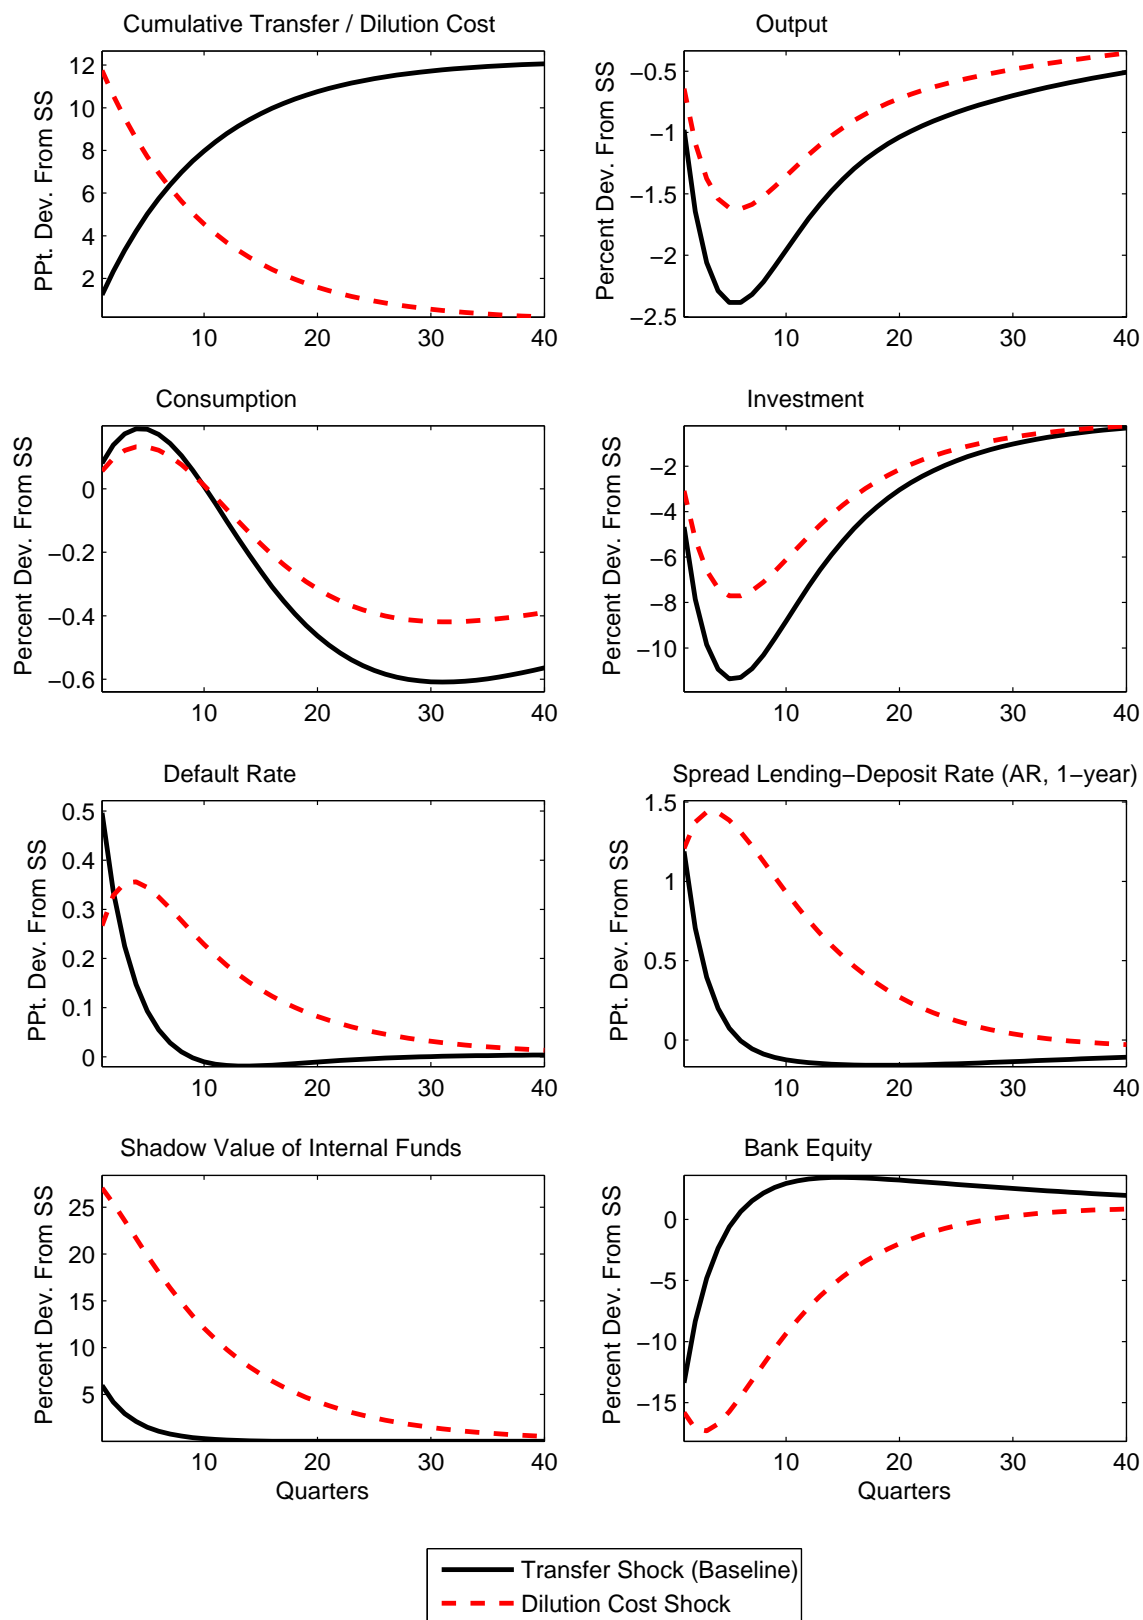 Cumulative Transfer / Dilution Cost
PPt. Dev. From SS
12
10
8
6
4
2
10 20 30 40
Output
Percent Dev. From SS
−0.5
−1
−1.5
−2
−2.5
10 20 30 40
Consumption
Percent Dev. From SS
0
−0.2
−0.4
−0.6
10 20 30 40
Investment
Percent Dev. From SS
−2
−4
−6
−8
−10
10 20 30 40
Default Rate
PPt. Dev. From SS
0.5
0.4
0.3
0.2
0.1
0
10 20 30 40
Spread Lending−Deposit Rate (AR, 1−year)
PPt. Dev. From SS
1.5
1
0.5
0
10 20 30 40
Shadow Value of Internal Funds
Percent Dev. From SS
25
20
15
10
5
10 20 30 40
Quarters
Bank Equity
Percent Dev. From SS
0
−5
−10
−15
10 20 30 40
Quarters
Transfer Shock (Baseline)
Dilution Cost Shock